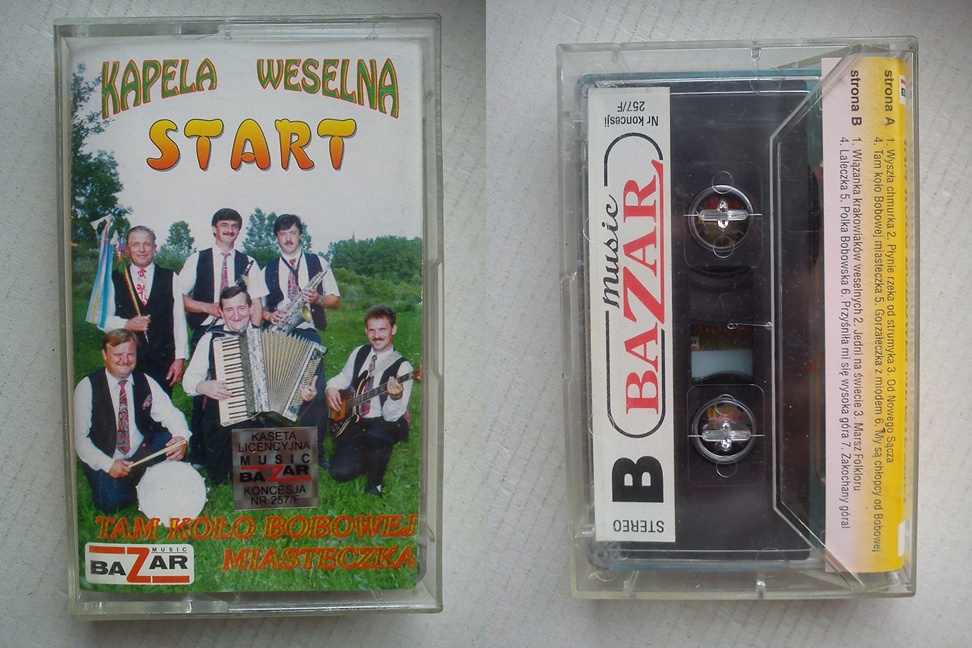 KAPELA WESELNA
START
KASETA
LICENCYJNA
MUSIC
BAZAR
KONCESJA
NR 257/F
TAM KOŁO BOBOWEJ
MIASTECZKA
MUSIC
BAZAR
Nr koncesji
257/F
music
BAZAR
B
STEREO
strona A
1. Wyszła chmurka 2. Płynie rzeka od strumyka 3. Od Nowego Sącza
4. Tam koło Bobowej miasteczka 5. Gorzałeczka z miodem 6. My są chłopcy od Bobowej
strona B
1. Wiązanka krakowiaków weselnych 2. Jedni na świecie 3. Marsz Folkloru
4. Laleczka 5. Polka Bobowska 6. Przyśniła mi się wysoka góra 7. Zakochany góral